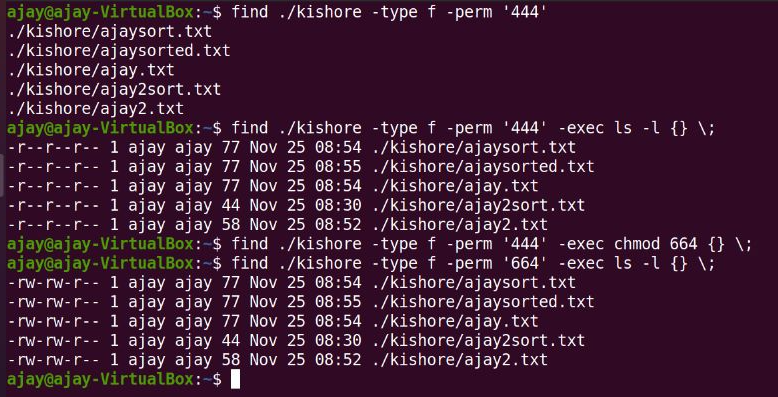 ajay@ajay-VirtualBox:~$ find ./kishore -type f -perm '444'
./kishore/ajaysort.txt
./kishore/ajaysorted.txt
./kishore/ajay.txt
./kishore/ajay2sort.txt
./kishore/ajay2.txt
ajay@ajay-VirtualBox:~$ find ./kishore -type f -perm '444' -exec ls -l {} \;
-r--r--r-- 1 ajay ajay 77 Nov 25 08:54 ./kishore/ajaysort.txt
-r--r--r-- 1 ajay ajay 77 Nov 25 08:55 ./kishore/ajaysorted.txt
-r--r--r-- 1 ajay ajay 77 Nov 25 08:54 ./kishore/ajay.txt
-r--r--r-- 1 ajay ajay 44 Nov 25 08:30 ./kishore/ajay2sort.txt
-r--r--r-- 1 ajay ajay 58 Nov 25 08:52 ./kishore/ajay2.txt
ajay@ajay-VirtualBox:~$ find ./kishore -type f -perm '444' -exec chmod 664 {} \;
ajay@ajay-VirtualBox:~$ find ./kishore -type f -perm '664' -exec ls -l {} \;
-rw-rw-r-- 1 ajay ajay 77 Nov 25 08:54 ./kishore/ajaysort.txt
-rw-rw-r-- 1 ajay ajay 77 Nov 25 08:55 ./kishore/ajaysorted.txt
-rw-rw-r-- 1 ajay ajay 77 Nov 25 08:54 ./kishore/ajay.txt
-rw-rw-r-- 1 ajay ajay 44 Nov 25 08:30 ./kishore/ajay2sort.txt
-rw-rw-r-- 1 ajay ajay 58 Nov 25 08:52 ./kishore/ajay2.txt
ajay@ajay-VirtualBox:~$